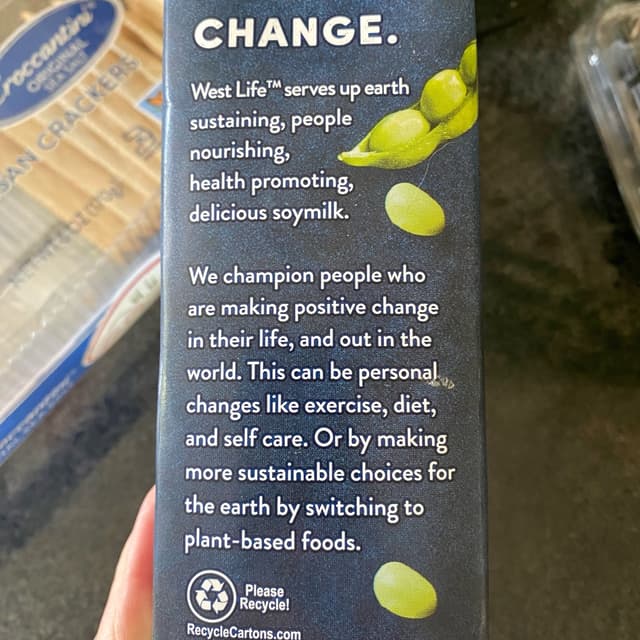 CHANGE.
West Life™ serves up earth
sustaining, people
nourishing,
health promoting,
delicious soymilk.
We champion people who
are making positive change
in their life, and out in the
world. This can be personal
changes like exercise, diet,
and self care. Or by making
more sustainable choices for
the earth by switching to
plant-based foods.
Please
Recycle!
RecycleCartons.com
Croccantini
ORIGINAL
SEA SALT
CRACKERS